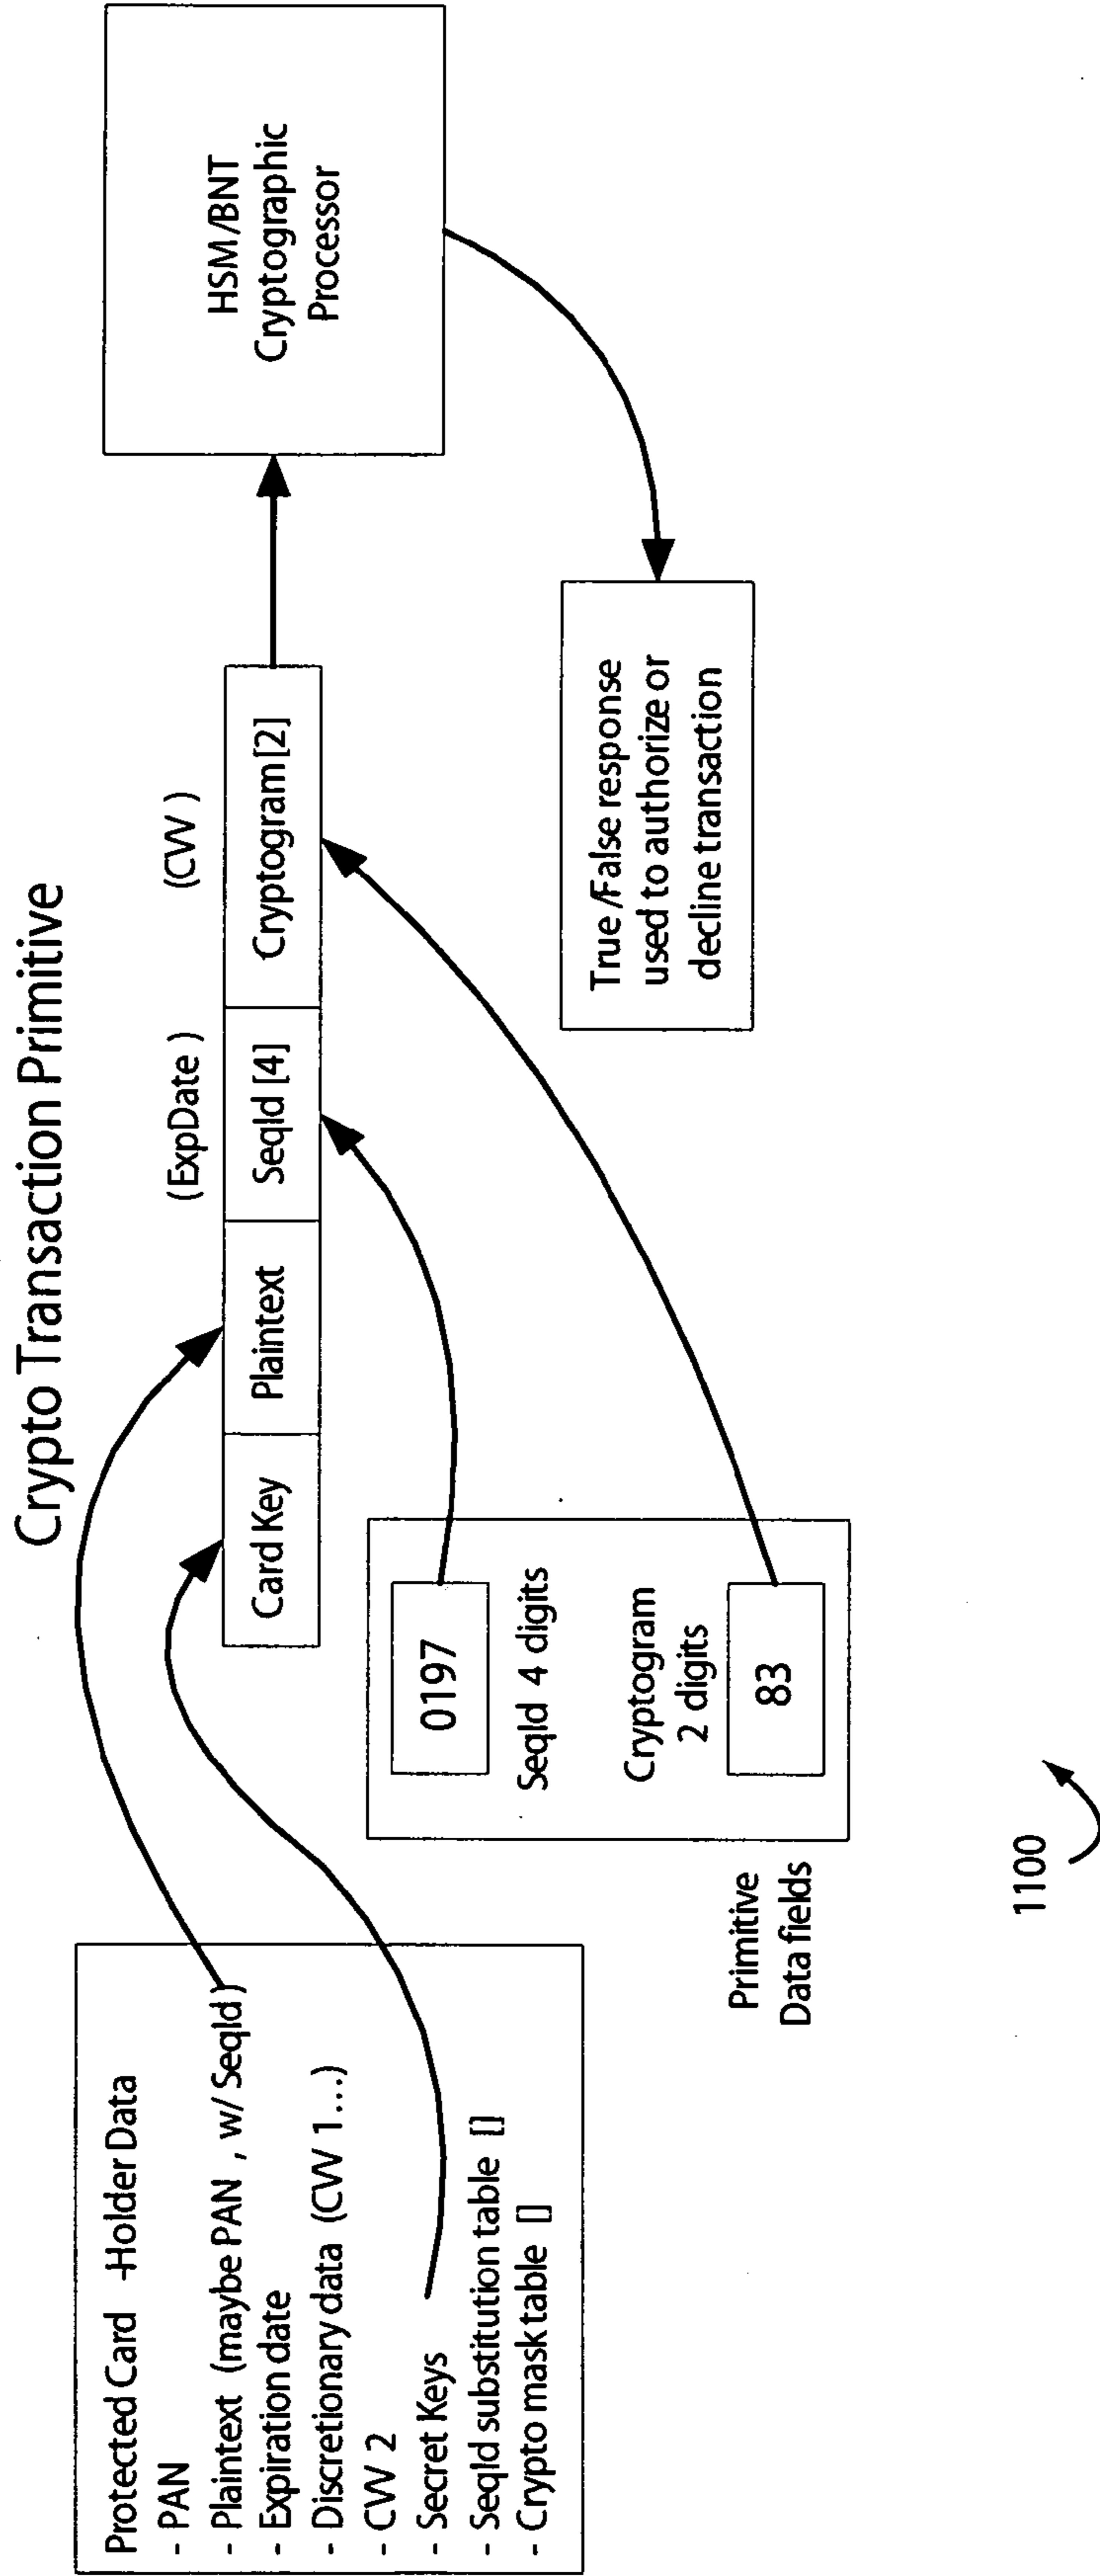 Crypto Transaction Primitive
Protected Card -Holder Data
- PAN
- Plaintext (maybe PAN , w/ SeqId)
- Expiration date
- Discretionary data (CVV 1...)
- CVV 2
- Secret Keys
- SeqId substitution table []
- Crypto mask table []
(ExpDate)
(CVV)
Card Key
Plaintext
SeqId [4]
Cryptogram[2]
HSM/BNT
Cryptographic
Processor
0197
SeqId 4 digits
Cryptogram
2 digits
83
Primitive
Data fields
True/False response
used to authorize or
decline transaction
1100